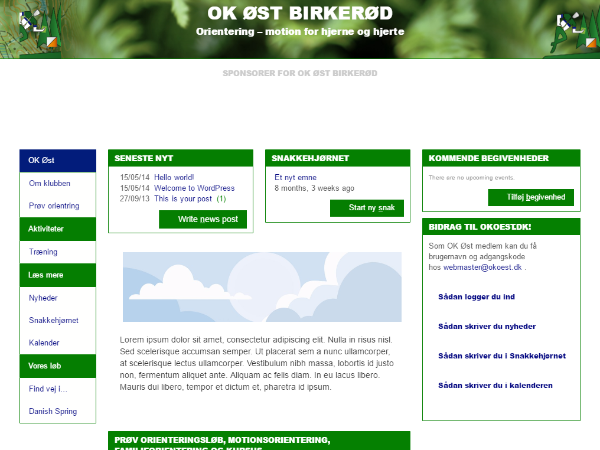 OK ØST BIRKERØD
Orientering – motion for hjerne og hjerte
SPONSORER FOR OK ØST BIRKERØD
OK Øst
Om klubben
Prøv orientring
Aktiviteter
Træning
Læs mere
Nyheder
Snakkehjørnet
Kalender
Vores løb
Find vej i...
Danish Spring
SENESTE NYT
15/05/14 Hello world!
15/05/14 Welcome to WordPress
27/09/13 This is your post (1)
Write news post
SNAKKEHJØRNET
Et nyt emne
8 months, 3 weeks ago
Start ny snak
Lorem ipsum dolor sit amet, consectetur adipiscing elit. Nulla in risus nisl.
Sed scelerisque accumsan semper. Ut placerat sem a nunc ullamcorper,
at scelerisque lectus ullamcorper. Vestibulum nibh massa, lobortis id justo
non, fermentum aliquet ante. Aliquam ac felis diam. In eu lacus libero.
Mauris dui libero, tempor et dictum et, pharetra id ipsum.
PRØV ORIENTERINGSLØB, MOTIONSORIENTERING,
FAMILIEORIENTERING OG KURSUS
KOMMENDE BEGIVENHEDER
There are no upcoming events.
Tilføj begivenhed
BIDRAG TIL OKOEST.DK!
Som OK Øst medlem kan du få
brugernavn og adgangskode
hos webmaster@okoest.dk .
Sådan logger du ind
Sådan skriver du nyheder
Sådan skriver du i Snakkehjørnet
Sådan skriver du i kalenderen